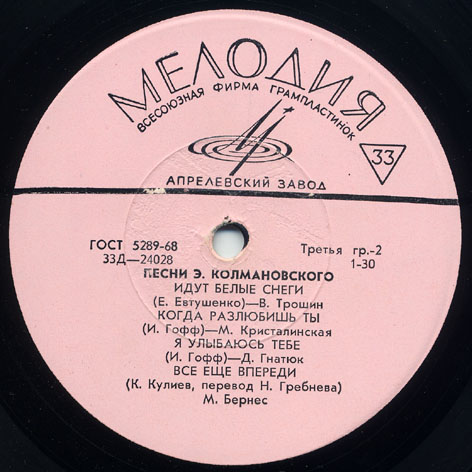 МЕЛОДИЯ
ВСЕСОЮЗНАЯ ФИРМА ГРАМПЛАСТИНОК
33
АПРЕЛЕВСКИЙ ЗАВОД
ГОСТ 5289-68
33Д—24028
Третья гр.-2
1-30
ПЕСНИ Э. КОЛМАНОВСКОГО
ИДУТ БЕЛЫЕ СНЕГИ
(Е. Евтушенко)—В. Трошин
КОГДА РАЗЛЮБИШЬ ТЫ
(И. Гофф)—М. Кристалинская
Я УЛЫБАЮСЬ ТЕБЕ
(И. Гофф)—Д. Гнатюк
ВСЕ ЕЩЕ ВПЕРЕДИ
(К. Кулиев, перевод Н. Гребнева)
М. Бернес